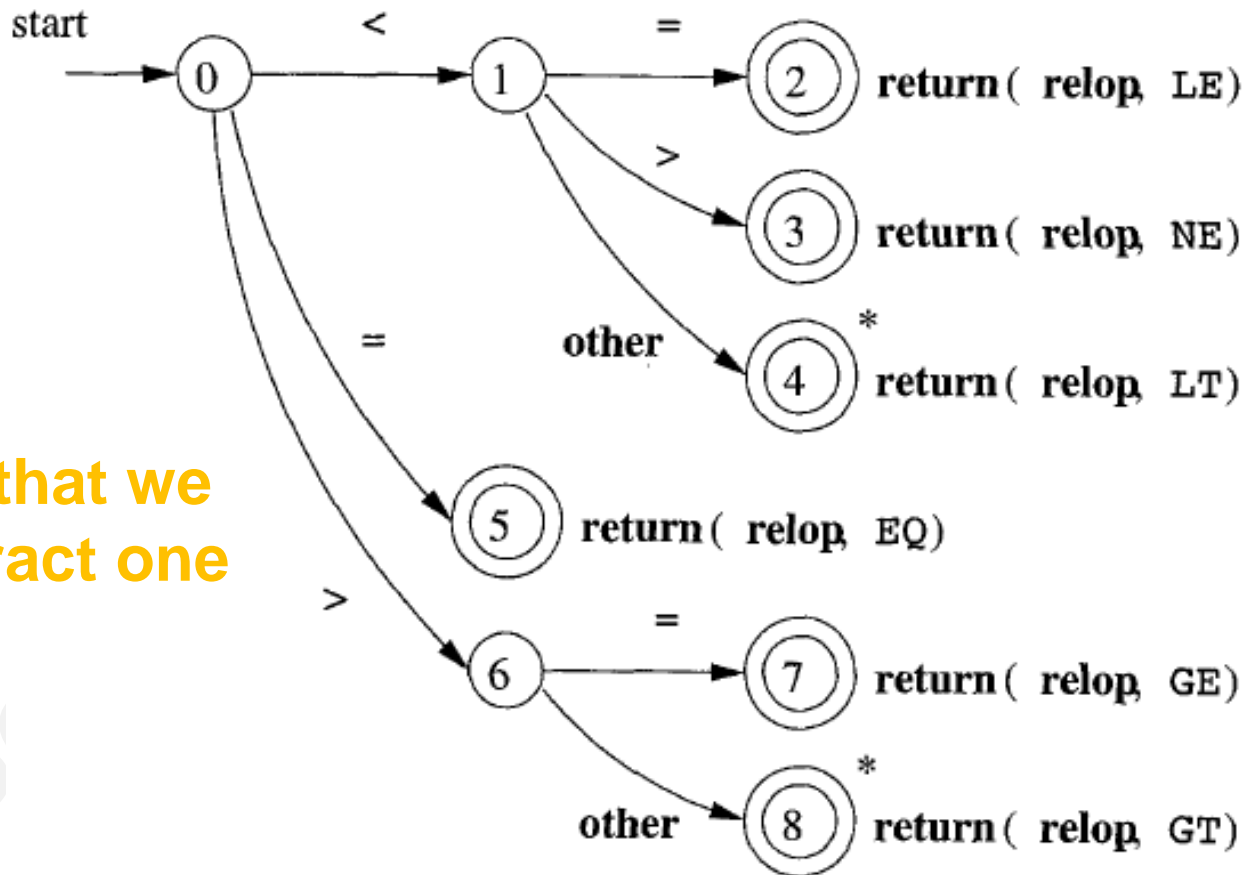 start
<
=
0
1
2
return( relop, LE)
>
3
return( relop, NE)
*
other
4
return( relop, LT)
=
that we
5
return( relop, EQ)
one
>
=
6
7
return( relop, GE)
*
other
8
return( relop, GT)